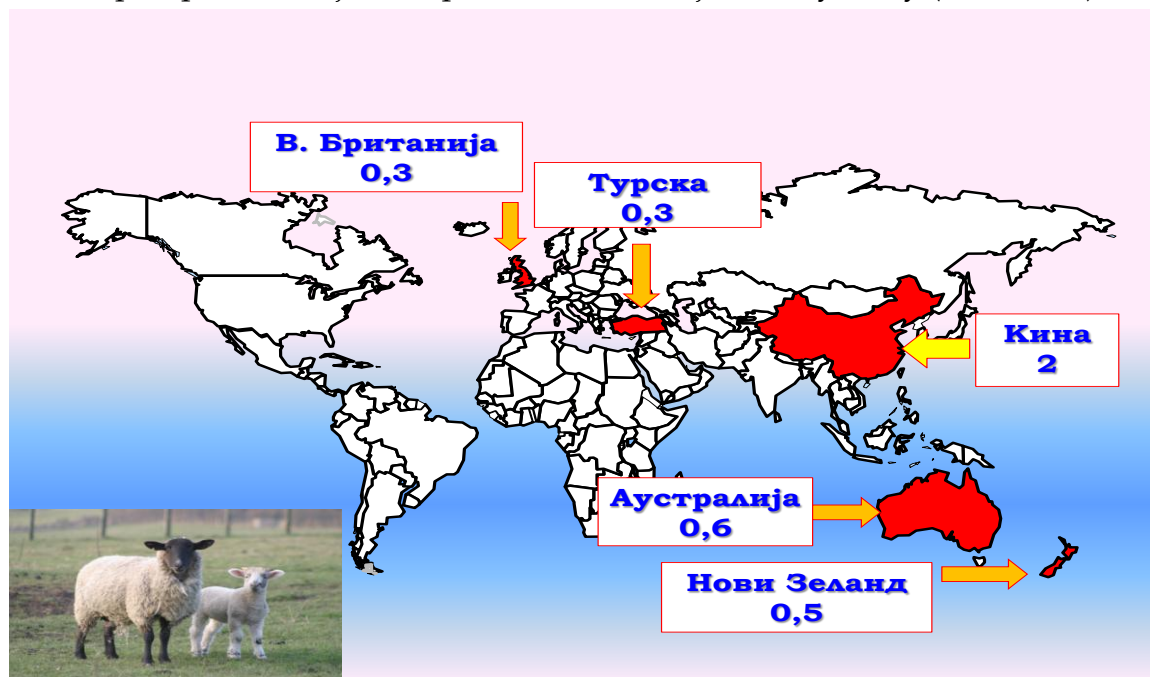 В. Британија
0,3
Турска
0,3
Кина
2
Аустралија
0,6
Нови Зеланд
0,5